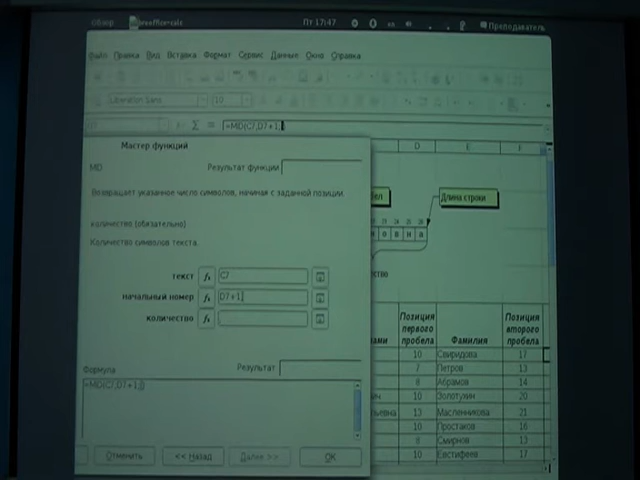 Обзор
Пт 17:47
Преподаватель
Файл Правка Вид Вставка Формат Сервис Данные Окна Справка
Liberation Sans 10
=MID(C7;D7+1;
Мастер функций
MID Результат функции
Возвращает указанное число символов, начиная с заданной позиции.
количество (обязательно)
Количество символов текста.
текст C7
начальный номер D7+1
количество
Формула Результат
=MID(C7;D7+1;)
Отменить << Назад Далее >> OK
D E F
Длина строки
н о в н а
Позиция первого пробела Фамилия Позиция второго пробела
10 Свиридова 17
7 Петров 13
8 Абрамов 14
10 Золотухин 20
13 Масленникова 21
10 Простаков 16
8 Смирнов 13
10 Евстифеев 17